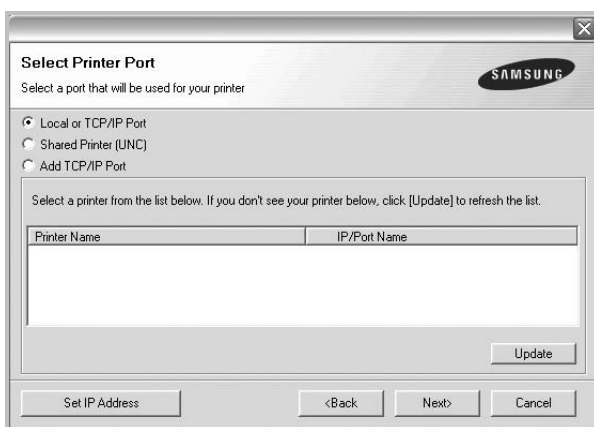 Select Printer Port
Select a port that will be used for your printer
SAMSUNG
Local or TCP/IP Port
Shared Printer (UNC)
Add TCP/IP Port
Select a printer from the list below. If you don't see your printer below, click [Update] to refresh the list.
Printer Name IP/Port Name
Update
Set IP Address <Back Next> Cancel